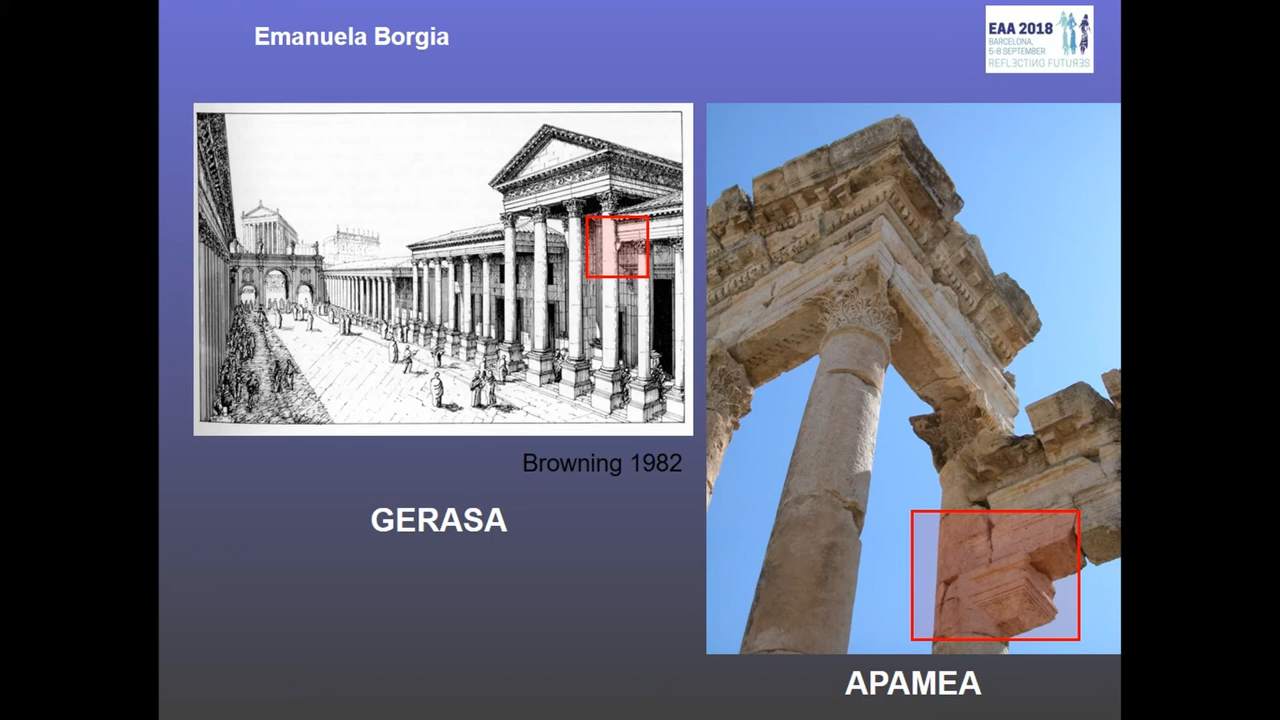 Emanuela Borgia
EAA 2018
BARCELONA,
5-8 SEPTEMBER
REFLECTING FUTURES
Browning 1982
GERASA
APAMEA